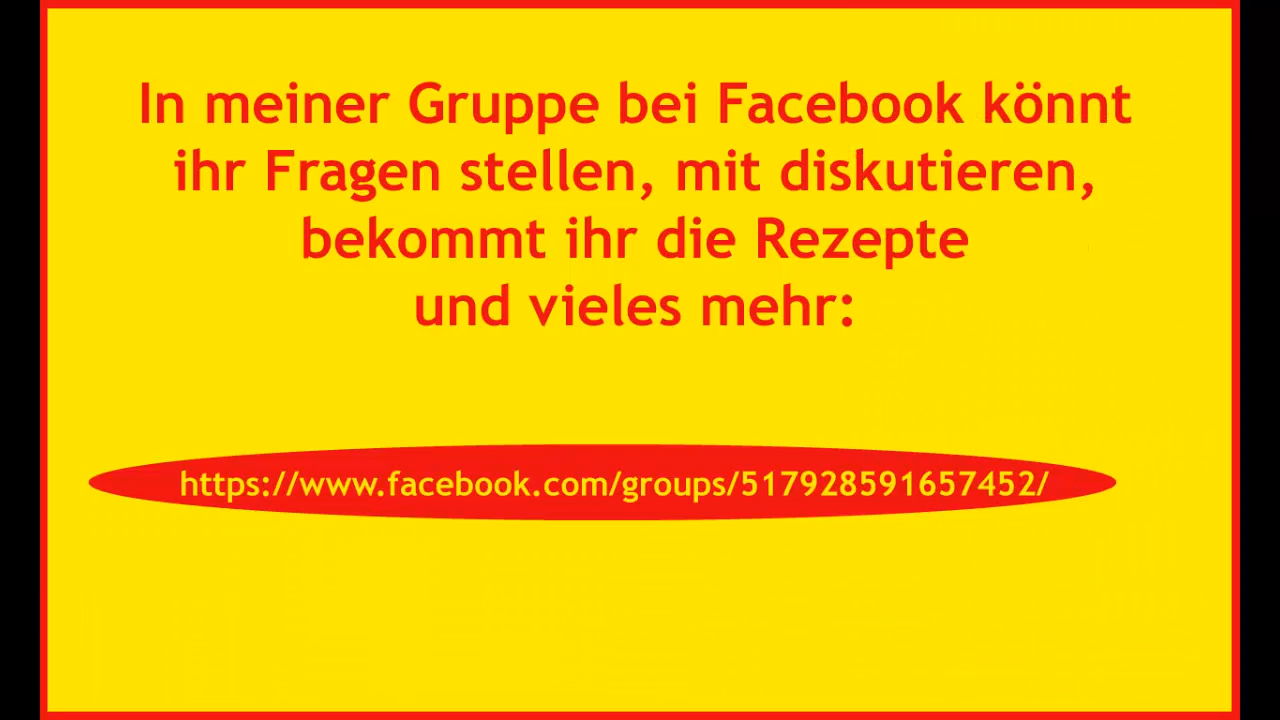 In meiner Gruppe bei Facebook könnt
ihr Fragen stellen, mit diskutieren,
bekommt ihr die Rezepte
und vieles mehr:
https://www.facebook.com/groups/517928591657452/